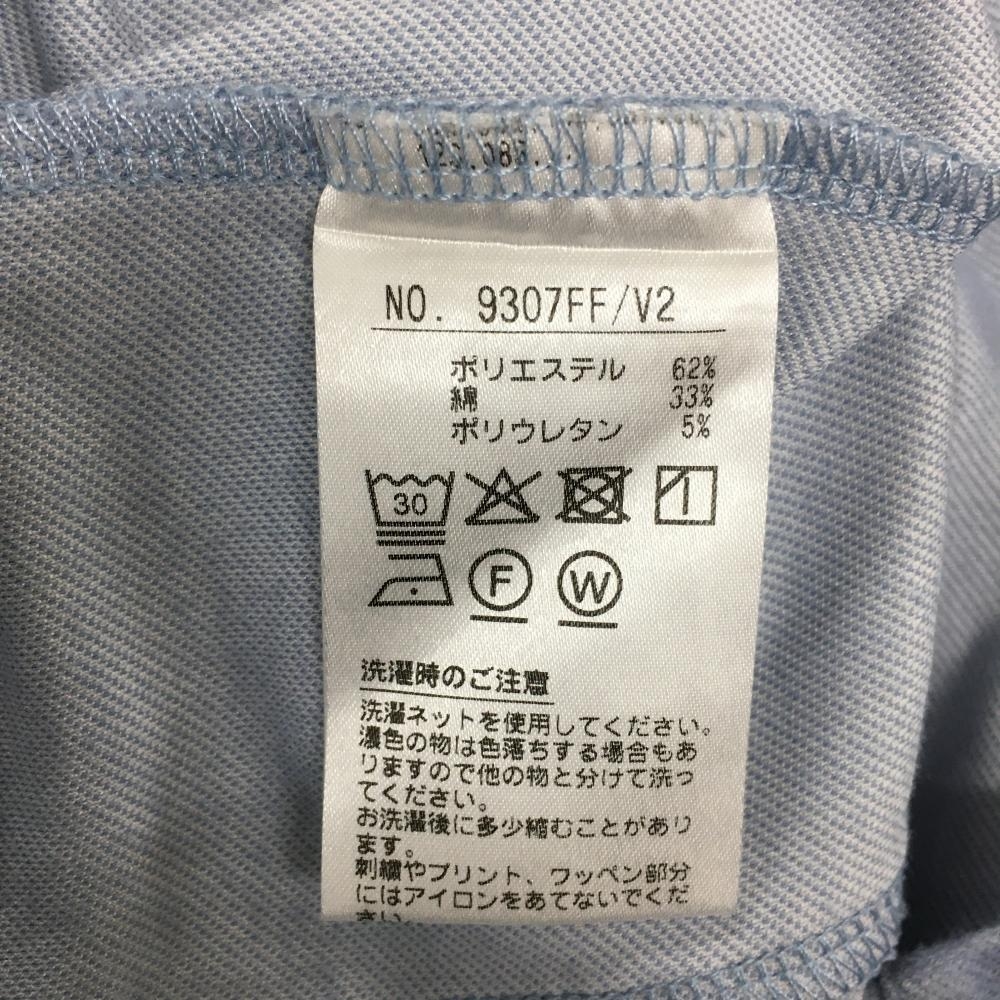 NO. 9307FF/V2
ポリエステル 62%
綿 33%
ポリウレタン 5%
30
F W
洗濯時のご注意
洗濯ネットを使用してください。
濃色の物は色落ちする場合もあ
りますので他の物と分けて洗っ
てください。
お洗濯後に多少縮むことがあり
ます。
刺繍やプリント、ワッペン部分
にはアイロンをあてないでくだ
さい。